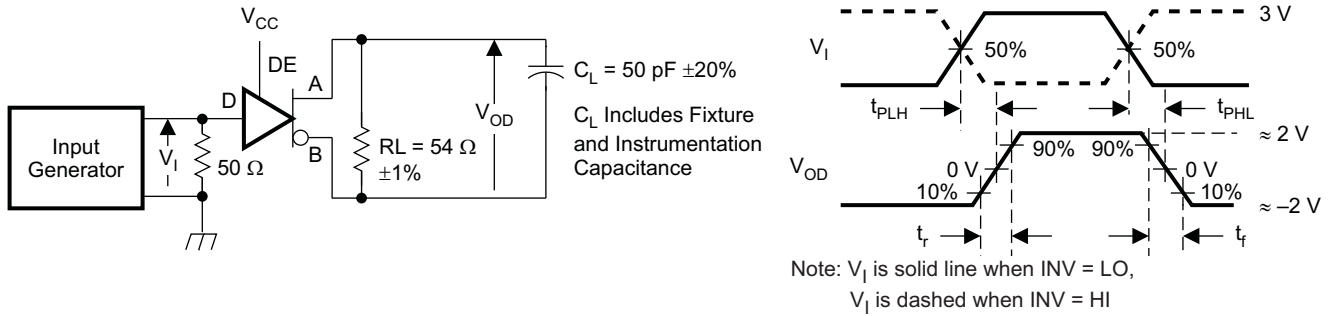 V_CC
DE
D
A
B
Input
Generator
V_I
50 Ω
RL = 54 Ω
±1%
V_OD
C_L = 50 pF ±20%
C_L Includes Fixture
and Instrumentation
Capacitance
3 V
V_I
50%
50%
t_PLH
t_PHL
≈ 2 V
90%
90%
V_OD
0 V
0 V
10%
10%
≈ –2 V
t_r
t_f
Note: V_I is solid line when INV = LO,
V_I is dashed when INV = HI